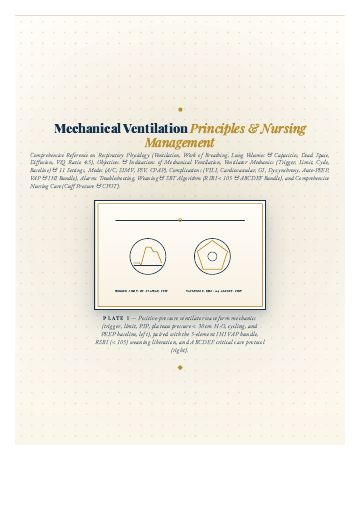 Mechanical Ventilation Principles & Nursing
Management
Comprehensive Reference on Respiratory Physiology (Ventilation, Work of Breathing, Lung Volumes & Capacities, Dead Space,
Diffusion, V/Q Ratio 4:5), Objectives & Indications of Mechanical Ventilation, Ventilator Mechanics (Trigger, Limit, Cycle,
Baseline) & 11 Settings, Modes (A/C, SIMV, PSV, CPAP), Complications (VILI, Cardiovascular, GI, Dyssynchrony, Auto-PEEP,
VAP & IHI Bundle), Alarms Troubleshooting, Weaning & SBT Algorithm (RSBI < 105 & ABCDEF Bundle), and Comprehensive
Nursing Care (Cuff Pressure & CPOT).
PLATE I — Positive-pressure ventilator waveform mechanics
(trigger, limit, PIP, plateau pressure < 30 cm H₂O, cycling, and
PEEP baseline, left), paired with the 5-element IHI VAP bundle,
RSBI (< 105) weaning liberation, and ABCDEF critical care protocol
(right).